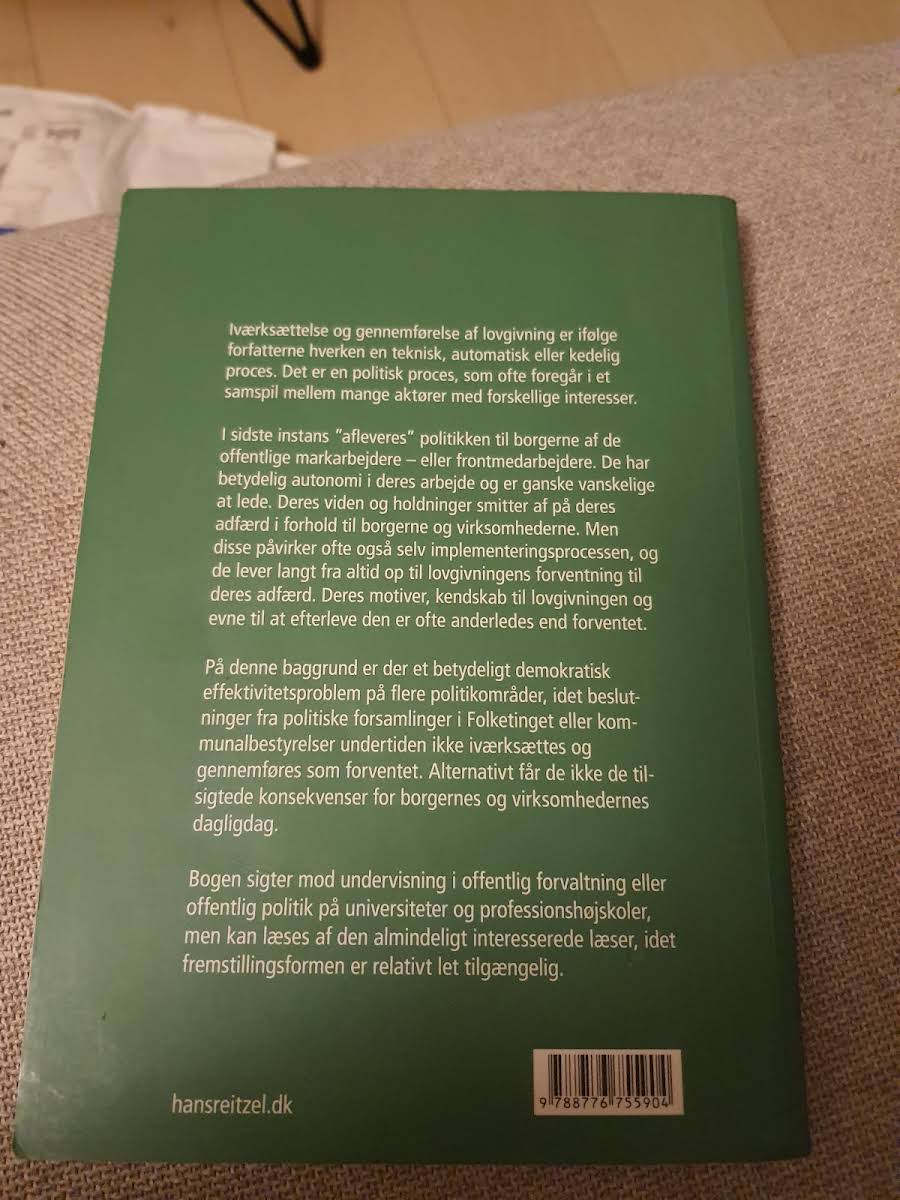 Iværksættelse og gennemførelse af lovgivning er ifølge
forfatterne hverken en teknisk, automatisk eller kedelig
proces. Det er en politisk proces, som ofte foregår i et
samspil mellem mange aktører med forskellige interesser.
I sidste instans "afleveres" politikken til borgerne af de
offentlige markarbejdere – eller frontmedarbejdere. De har
betydelig autonomi i deres arbejde og er ganske vanskelige
at lede. Deres viden og holdninger smitter af på deres
adfærd i forhold til borgerne og virksomhederne. Men
disse påvirker ofte også selv implementeringsprocessen, og
de lever langt fra altid op til lovgivningens forventning til
deres adfærd. Deres motiver, kendskab til lovgivningen og
evne til at efterleve den er ofte anderledes end forventet.
På denne baggrund er der et betydeligt demokratisk
effektivitetsproblem på flere politikområder, idet beslut-
ninger fra politiske forsamlinger i Folketinget eller kom-
munalbestyrelser undertiden ikke iværksættes og
gennemføres som forventet. Alternativt får de ikke de til-
sigtede konsekvenser for borgernes og virksomhedernes
dagligdag.
Bogen sigter mod undervisning i offentlig forvaltning eller
offentlig politik på universiteter og professionshøjskoler,
men kan læses af den almindeligt interesserede læser, idet
fremstillingsformen er relativt let tilgængelig.
hansreitzel.dk
9 788776 755904